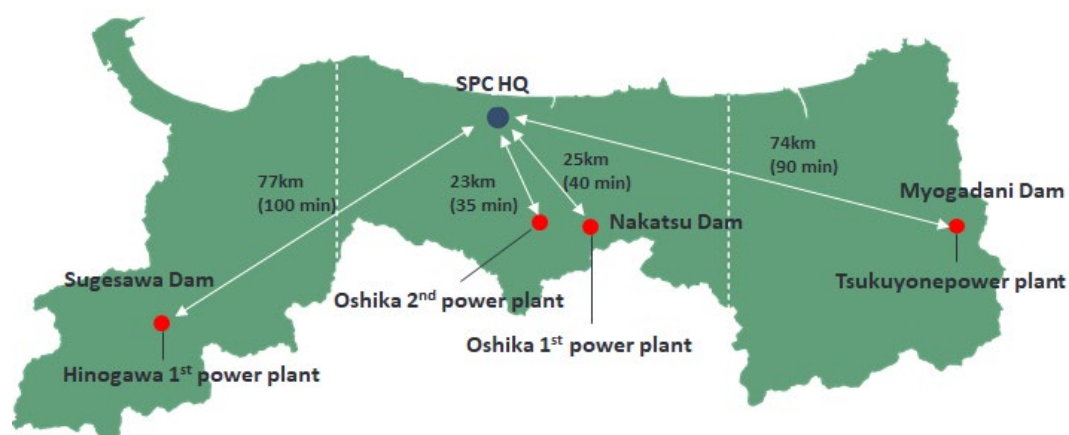 SPC HQ
74km
(90 min)
25km
(40 min)
77km
(100 min)
23km
(35 min)
Myogadani Dam
Nakatsu Dam
Sugesawa Dam
Tsukuyonepower plant
Oshika 2nd power plant
Oshika 1st power plant
Hinogawa 1st power plant